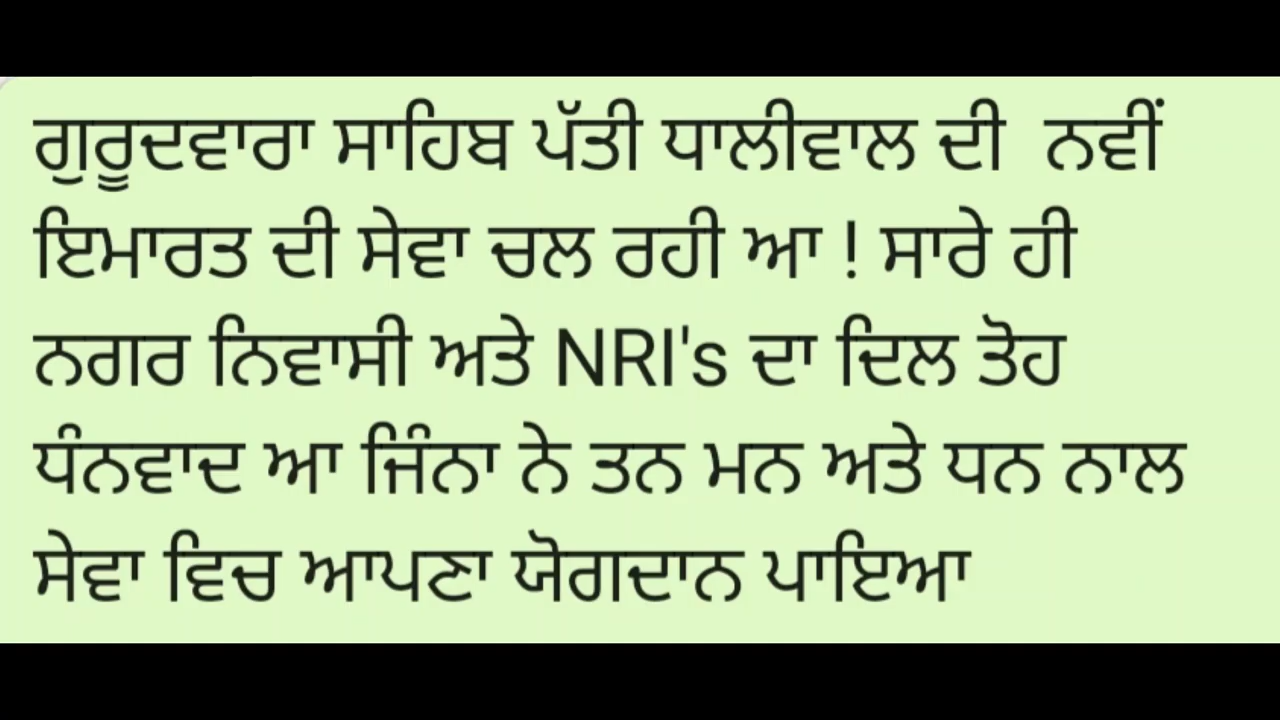 ਗੁਰੂਦਵਾਰਾ ਸਾਹਿਬ ਪੱਤੀ ਧਾਲੀਵਾਲ ਦੀ  ਨਵੀਂ
ਇਮਾਰਤ ਦੀ ਸੇਵਾ ਚਲ ਰਹੀ ਆ ! ਸਾਰੇ ਹੀ
ਨਗਰ ਨਿਵਾਸੀ ਅਤੇ NRI's ਦਾ ਦਿਲ ਤੋਹ
ਧੰਨਵਾਦ ਆ ਜਿੰਨਾ ਨੇ ਤਨ ਮਨ ਅਤੇ ਧਨ ਨਾਲ
ਸੇਵਾ ਵਿਚ ਆਪਣਾ ਯੋਗਦਾਨ ਪਾਇਆ